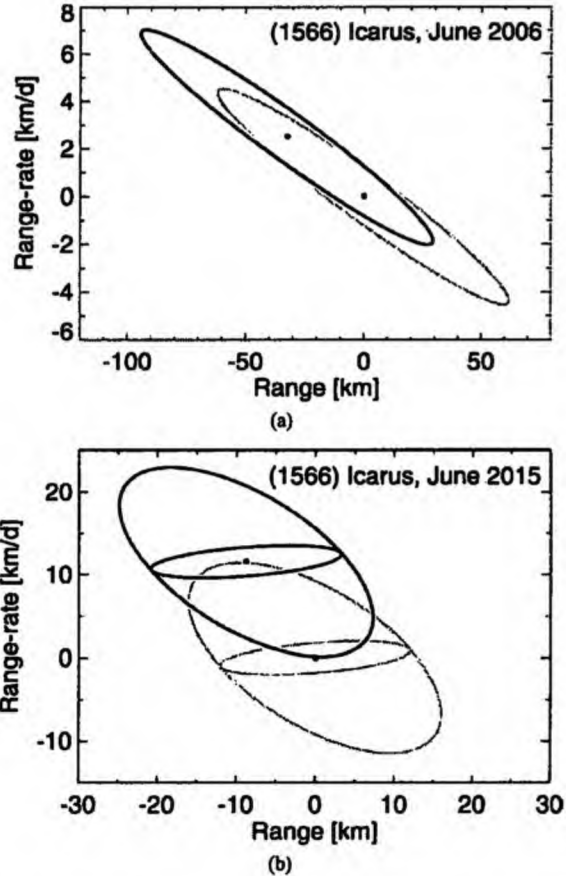 (1566) Icarus, June 2006
Range-rate [km/d]
8
6
4
2
0
-2
-4
-6
-100
-50
0
50
Range [km]
(a)
(1566) Icarus, June 2015
Range-rate [km/d]
20
10
0
-10
-30
-20
-10
0
10
20
30
Range [km]
(b)